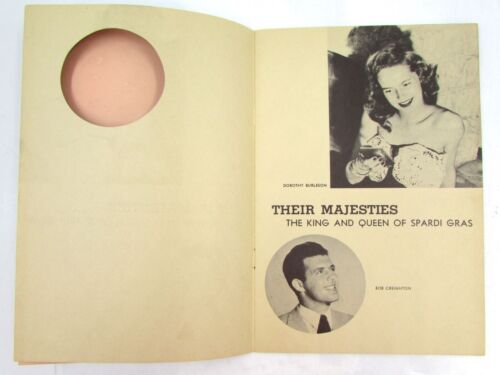 DOROTHY BURLESON
THEIR MAJESTIES
THE KING AND QUEEN OF SPARDI GRAS
BOB CREIGHTON